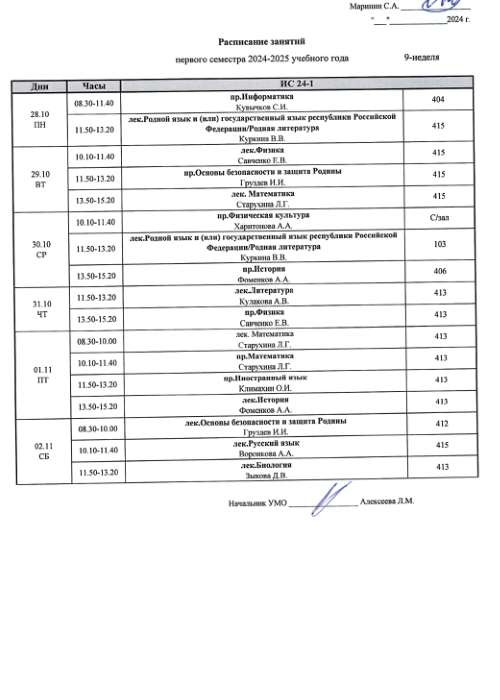 Маринин С.А.
"___" ______________2024 г.
Расписание занятий
первого семестра 2024-2025 учебного года 9-неделя
Дни Часы ИС 24-1
28.10
ПН
08.30-11.40 пр.Информатика 404
Кувычков С.И.
11.50-13.20 лек.Родной язык и (или) государственный язык республики Российской 415
Федерации/Родная литература
Куркина В.В.
29.10
ВТ
10.10-11.40 лек.Физика 415
Савченко Е.В.
11.50-13.20 пр.Основы безопасности и защита Родины 415
Груздев И.И.
13.50-15.20 лек. Математика 415
Старухина Л.Г.
30.10
СР
10.10-11.40 пр.Физическая культура С/зал
Харитонова А.А.
11.50-13.20 лек.Родной язык и (или) государственный язык республики Российской 103
Федерации/Родная литература
Куркина В.В.
13.50-15.20 пр.История 406
Фоменков А.А.
31.10
ЧТ
11.50-13.20 лек.Литература 413
Кулакова А.В.
13.50-15.20 пр.Физика 413
Савченко Е.В.
01.11
ПТ
08.30-10.00 лек. Математика 413
Старухина Л.Г.
10.10-11.40 пр.Математика 413
Старухина Л.Г.
11.50-13.20 пр.Иностранный язык 413
Климахин О.И.
13.50-15.20 лек.История 413
Фоменков А.А.
02.11
СБ
08.30-10.00 лек.Основы безопасности и защита Родины 412
Груздев И.И.
10.10-11.40 лек.Русский язык 415
Воронкова А.А.
11.50-13.20 лек.Биология 413
Зыкова Д.В.
Начальник УМО ________________ Алексеева Л.М.